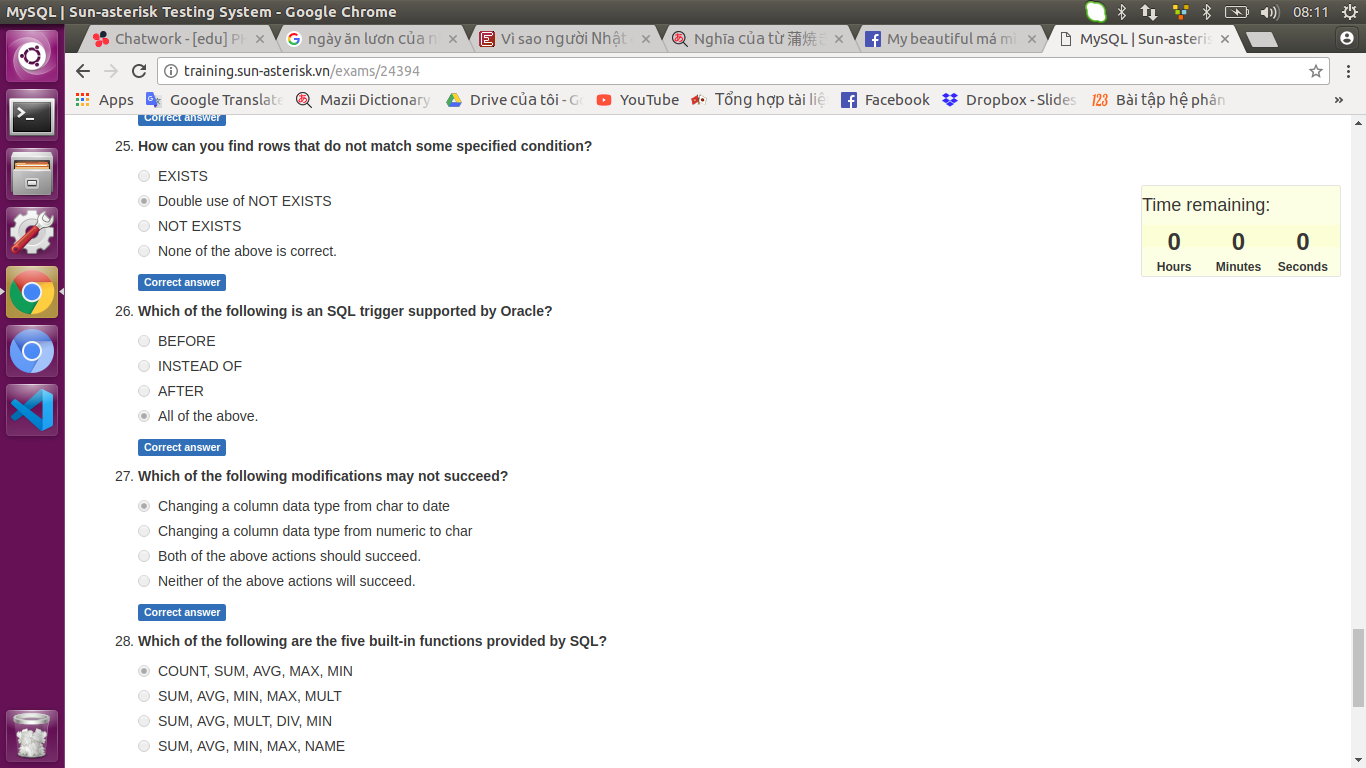 MySQL | Sun-asterisk Testing System - Google Chrome
08:11
Chatwork - [edu] P
ngày ăn lươn của n
Vì sao người Nhật
Nghĩa của từ 蒲焼
My beautiful má mì
MySQL | Sun-asteris
training.sun-asterisk.vn/exams/24394
Apps
Google Translate
Mazii Dictionary
Drive của tôi - Go
YouTube
Tổng hợp tài liệ
Facebook
Dropbox - Slides
123
Bài tập hệ phân
»
Correct answer
25. How can you find rows that do not match some specified condition?
EXISTS
Double use of NOT EXISTS
NOT EXISTS
None of the above is correct.
Correct answer
Time remaining:
0 0 0
Hours Minutes Seconds
26. Which of the following is an SQL trigger supported by Oracle?
BEFORE
INSTEAD OF
AFTER
All of the above.
Correct answer
27. Which of the following modifications may not succeed?
Changing a column data type from char to date
Changing a column data type from numeric to char
Both of the above actions should succeed.
Neither of the above actions will succeed.
Correct answer
28. Which of the following are the five built-in functions provided by SQL?
COUNT, SUM, AVG, MAX, MIN
SUM, AVG, MIN, MAX, MULT
SUM, AVG, MULT, DIV, MIN
SUM, AVG, MIN, MAX, NAME